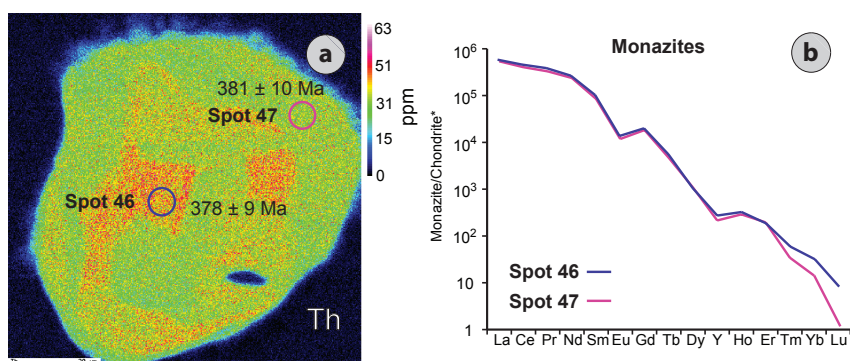 a
381 ± 10 Ma
Spot 47
Spot 46
378 ± 9 Ma
Th
63
51
31
15
0
ppm
Monazites
b
Monazite/Chondrite*
10⁶
10⁵
10⁴
10³
10²
10
1
Spot 46
Spot 47
La Ce Pr Nd Sm Eu Gd Tb Dy Y Ho Er Tm Yb Lu